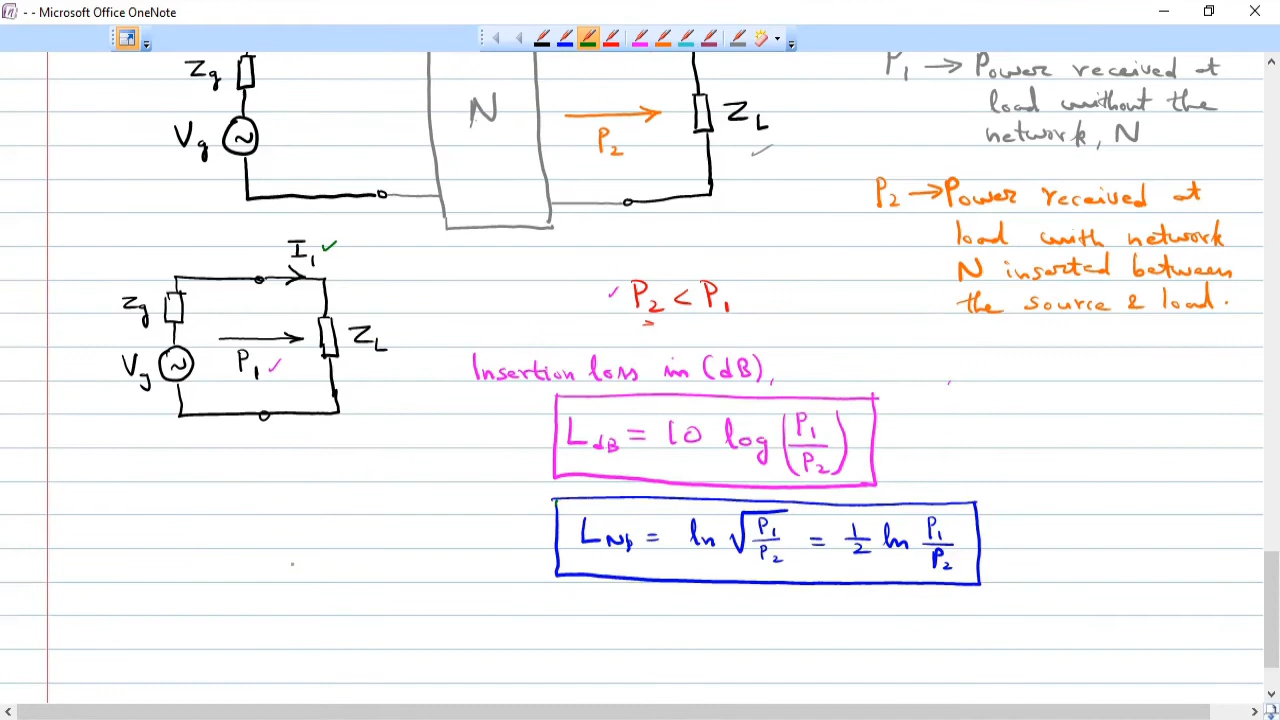 - - Microsoft Office OneNote
Zg
Vg
N
P2
ZL
P1 → Power received at
load without the
network, N
P2 → Power received at
load with network
N inserted between
the source & load.
I1 ✓
Zg
Vg
P1 ✓
ZL
✓ P2 < P1
Insertion loss in (dB),
LdB = 10 log (P1/P2)
LNp = ln √(P1/P2) = 1/2 ln P1/P2